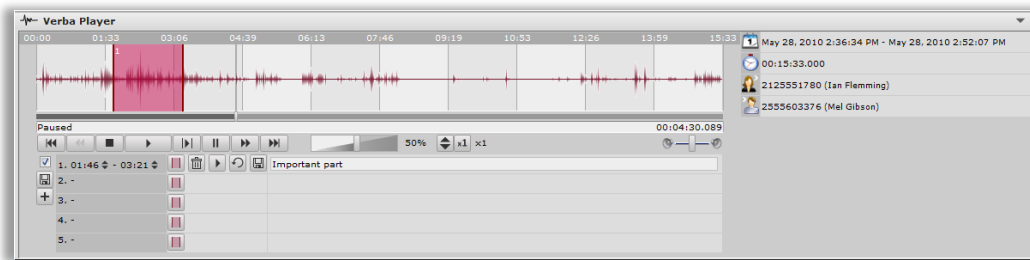 Verba Player
00:00 01:33 03:06 04:39 06:13 07:46 09:19 10:53 12:26 13:59 15:33
1
May 28, 2010 2:36:34 PM - May 28, 2010 2:52:07 PM
00:15:33.000
2125551780 (Ian Flemming)
2555603376 (Mel Gibson)
Paused 00:04:30.089
50% x1 x1
1. 01:46 - 03:21 Important part
2. -
3. -
4. -
5. -